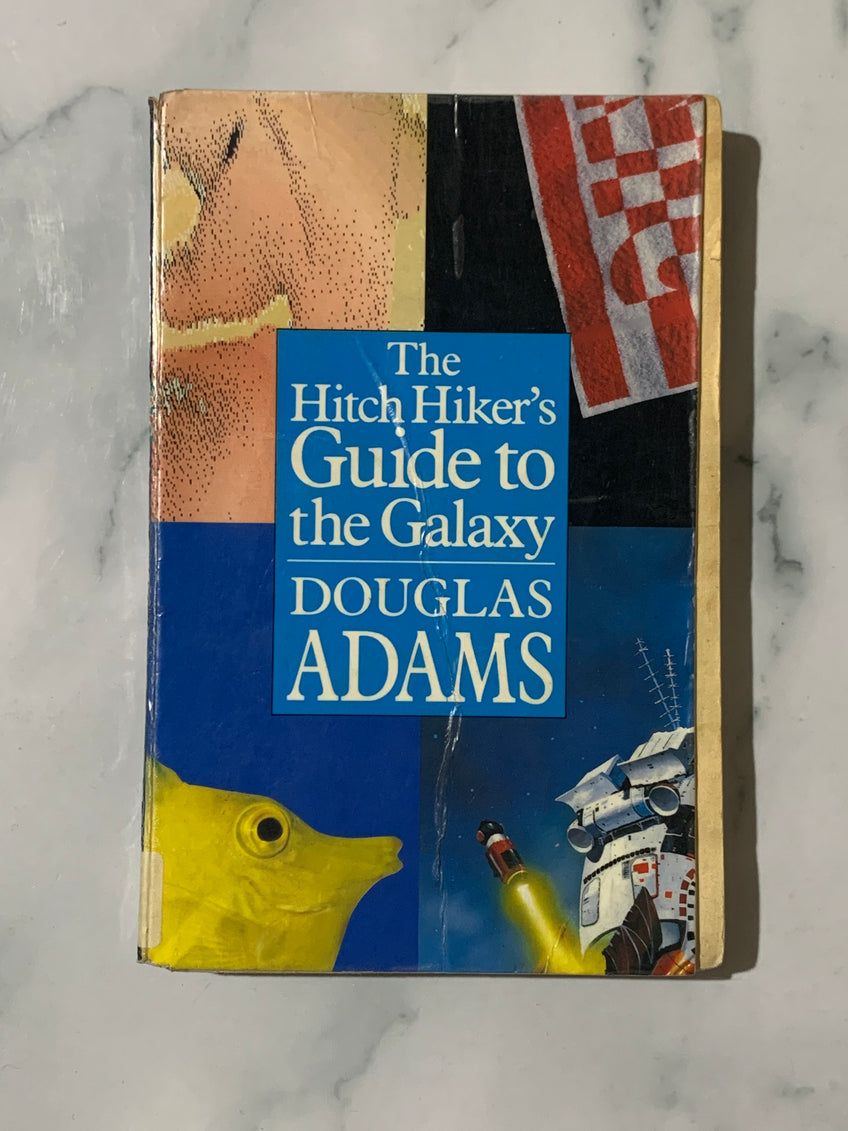 The
Hitch Hiker's
Guide to
the Galaxy
DOUGLAS
ADAMS